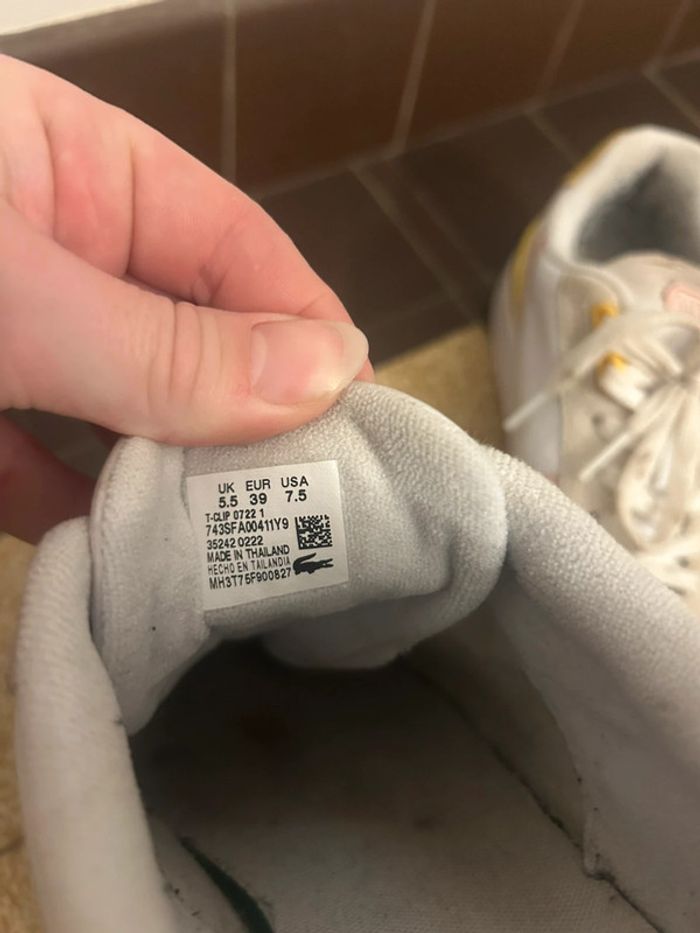 UK EUR USA
5.5 39 7.5
T-CLIP 0722 1
743SFA00411Y9
35242 0222
MADE IN THAILAND
HECHO EN TAILANDIA
MH3T75F900827